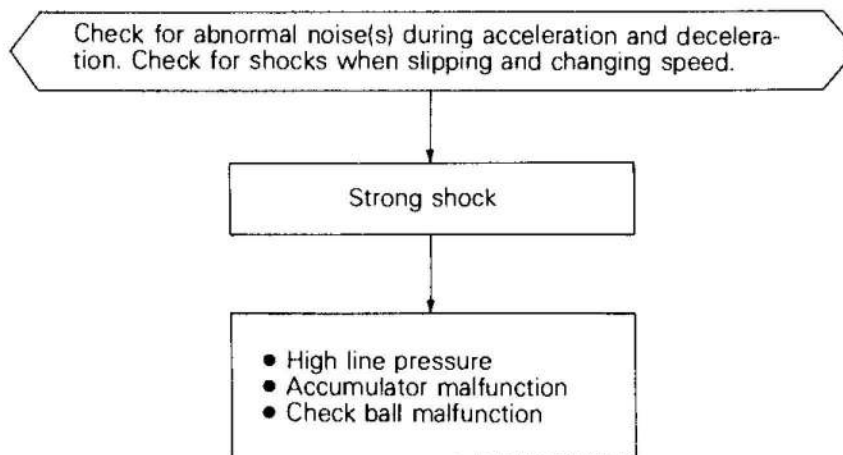 Check for abnormal noise(s) during acceleration and decelera-
tion. Check for shocks when slipping and changing speed.
Strong shock
● High line pressure
● Accumulator malfunction
● Check ball malfunction